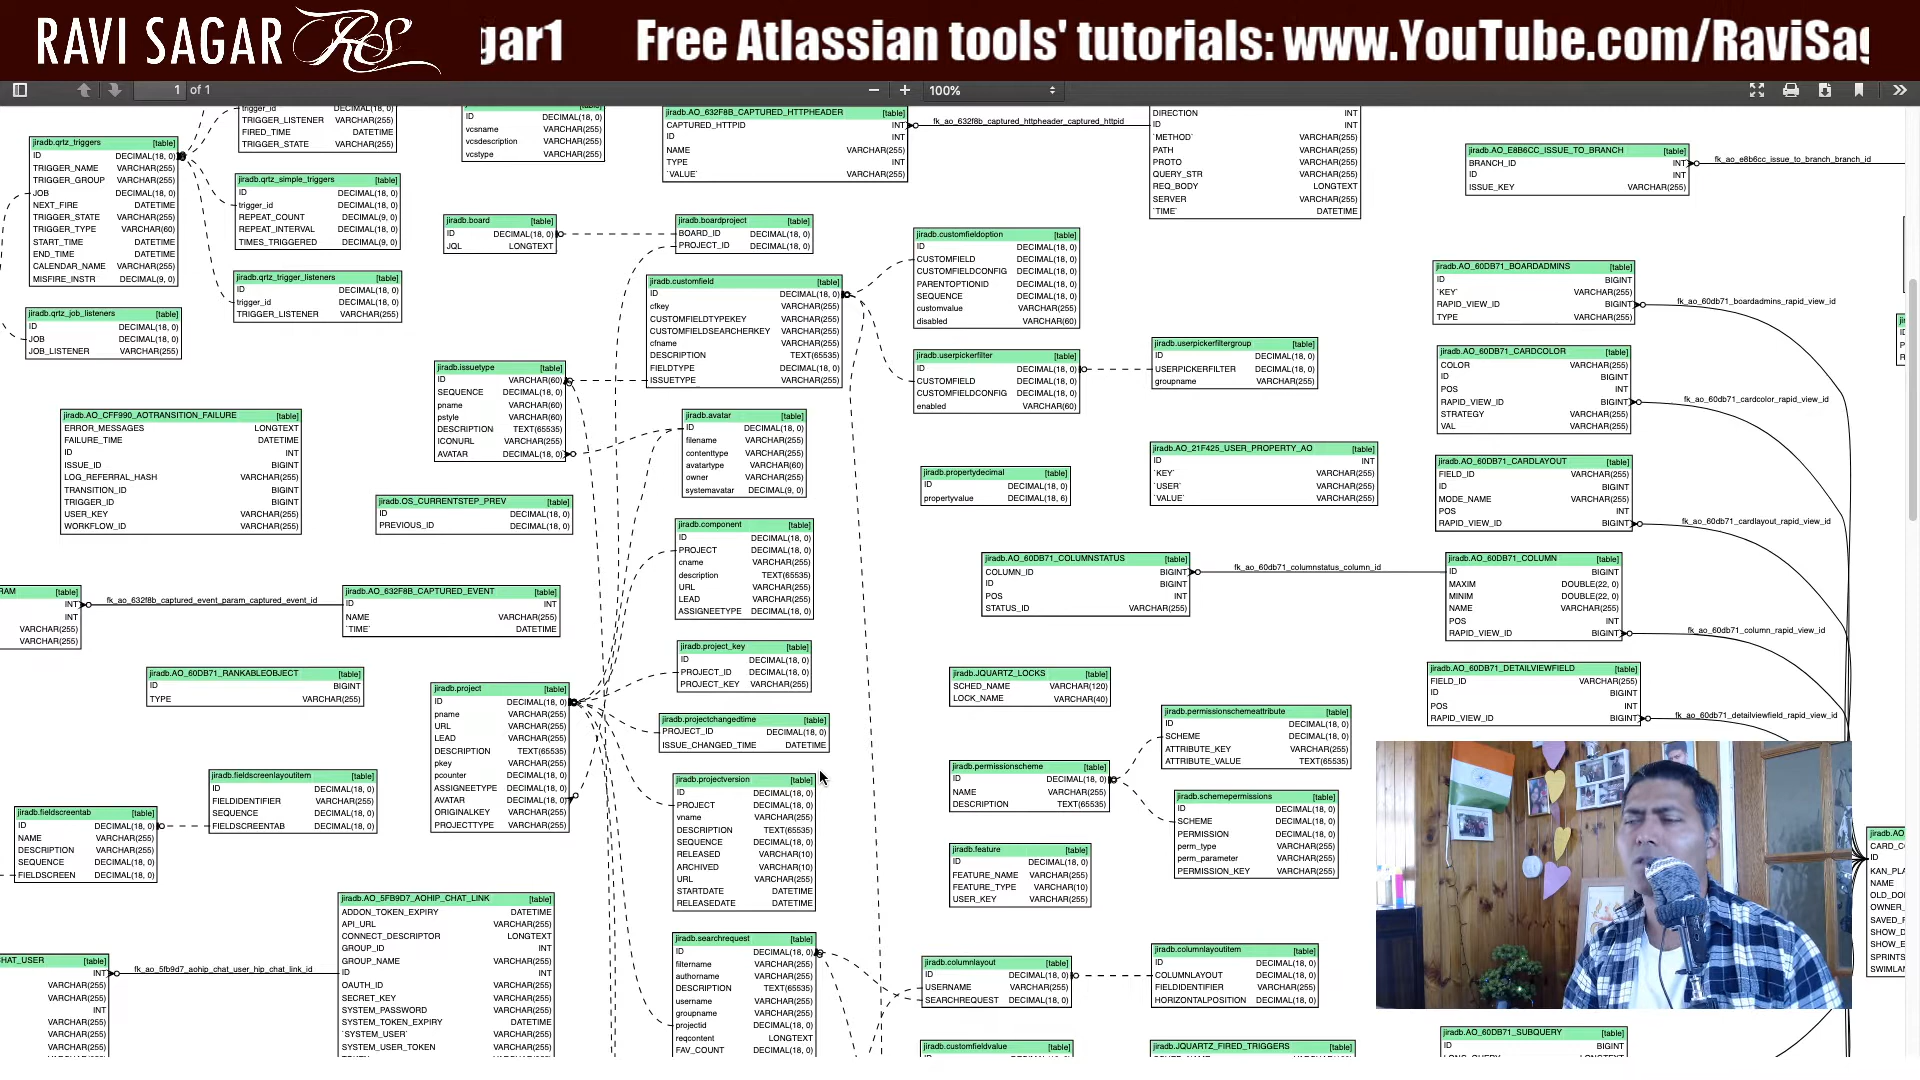 RAVI SAGAR RS
gar1 Free Atlassian tools' tutorials: www.YouTube.com/RaviSag
1 of 1
100%
trigger_id DECIMAL(18, 0)
TRIGGER_LISTENER VARCHAR(255)
FIRED_TIME DATETIME
TRIGGER_STATE VARCHAR(255)
jiradb.qrtz_triggers [table]
ID DECIMAL(18, 0)
TRIGGER_NAME VARCHAR(255)
TRIGGER_GROUP VARCHAR(255)
JOB DECIMAL(18, 0)
NEXT_FIRE DATETIME
TRIGGER_STATE VARCHAR(255)
TRIGGER_TYPE VARCHAR(60)
START_TIME DATETIME
END_TIME DATETIME
CALENDAR_NAME VARCHAR(255)
MISFIRE_INSTR DECIMAL(9, 0)
jiradb.qrtz_simple_triggers [table]
ID DECIMAL(18, 0)
trigger_id DECIMAL(18, 0)
REPEAT_COUNT DECIMAL(9, 0)
REPEAT_INTERVAL DECIMAL(18, 0)
TIMES_TRIGGERED DECIMAL(9, 0)
jiradb.qrtz_trigger_listeners [table]
ID DECIMAL(18, 0)
trigger_id DECIMAL(18, 0)
TRIGGER_LISTENER VARCHAR(255)
jiradb.qrtz_job_listeners [table]
ID DECIMAL(18, 0)
JOB DECIMAL(18, 0)
JOB_LISTENER VARCHAR(255)
ID DECIMAL(18, 0)
vcsname VARCHAR(255)
vcsdescription VARCHAR(255)
vcstype VARCHAR(255)
jiradb.AO_632F8B_CAPTURED_HTTPHEADER [table]
CAPTURED_HTTPID INT
ID INT
NAME VARCHAR(255)
TYPE VARCHAR(255)
`VALUE` VARCHAR(255)
fk_ao_632f8b_captured_httpheader_captured_httpid
DIRECTION INT
ID INT
`METHOD` VARCHAR(255)
PATH VARCHAR(255)
PROTO VARCHAR(255)
QUERY_STR VARCHAR(255)
REQ_BODY LONGTEXT
SERVER VARCHAR(255)
`TIME` DATETIME
jiradb.AO_E8B6CC_ISSUE_TO_BRANCH [table]
BRANCH_ID INT
ID INT
ISSUE_KEY VARCHAR(255)
fk_ao_e8b6cc_issue_to_branch_branch_id
jiradb.board [table]
ID DECIMAL(18, 0)
JQL LONGTEXT
jiradb.boardproject [table]
BOARD_ID DECIMAL(18, 0)
PROJECT_ID DECIMAL(18, 0)
jiradb.customfield [table]
ID DECIMAL(18, 0)
cfkey VARCHAR(255)
CUSTOMFIELDTYPEKEY VARCHAR(255)
CUSTOMFIELDSEARCHERKEY VARCHAR(255)
cfname VARCHAR(255)
DESCRIPTION TEXT(65535)
FIELDTYPE DECIMAL(18, 0)
ISSUETYPE VARCHAR(255)
jiradb.customfieldoption [table]
ID DECIMAL(18, 0)
CUSTOMFIELD DECIMAL(18, 0)
CUSTOMFIELDCONFIG DECIMAL(18, 0)
PARENTOPTIONID DECIMAL(18, 0)
SEQUENCE DECIMAL(18, 0)
customvalue VARCHAR(255)
disabled VARCHAR(60)
jiradb.userpickerfilter [table]
ID DECIMAL(18, 0)
CUSTOMFIELD DECIMAL(18, 0)
CUSTOMFIELDCONFIG DECIMAL(18, 0)
enabled VARCHAR(60)
jiradb.userpickerfiltergroup [table]
ID DECIMAL(18, 0)
USERPICKERFILTER DECIMAL(18, 0)
groupname VARCHAR(255)
jiradb.AO_60DB71_BOARDADMINS [table]
ID BIGINT
`KEY` VARCHAR(255)
RAPID_VIEW_ID BIGINT
TYPE VARCHAR(255)
fk_ao_60db71_boardadmins_rapid_view_id
jiradb.AO_60DB71_CARDCOLOR [table]
COLOR VARCHAR(255)
ID BIGINT
POS INT
RAPID_VIEW_ID BIGINT
STRATEGY VARCHAR(255)
VAL VARCHAR(255)
fk_ao_60db71_cardcolor_rapid_view_id
jiradb.issuetype [table]
ID VARCHAR(60)
SEQUENCE DECIMAL(18, 0)
pname VARCHAR(60)
pstyle VARCHAR(60)
DESCRIPTION TEXT(65535)
ICONURL VARCHAR(255)
AVATAR DECIMAL(18, 0)
jiradb.avatar [table]
ID DECIMAL(18, 0)
filename VARCHAR(255)
contenttype VARCHAR(255)
avatartype VARCHAR(60)
owner VARCHAR(255)
systemavatar DECIMAL(9, 0)
jiradb.AO_CFF990_AOTRANSITION_FAILURE [table]
ERROR_MESSAGES LONGTEXT
FAILURE_TIME DATETIME
ID INT
ISSUE_ID BIGINT
LOG_REFERRAL_HASH VARCHAR(255)
TRANSITION_ID BIGINT
TRIGGER_ID BIGINT
USER_KEY VARCHAR(255)
WORKFLOW_ID VARCHAR(255)
jiradb.OS_CURRENTSTEP_PREV [table]
ID DECIMAL(18, 0)
PREVIOUS_ID DECIMAL(18, 0)
jiradb.propertydecimal [table]
ID DECIMAL(18, 0)
propertyvalue DECIMAL(18, 6)
jiradb.AO_21F425_USER_PROPERTY_AO [table]
ID INT
`KEY` VARCHAR(255)
`USER` VARCHAR(255)
`VALUE` VARCHAR(255)
jiradb.AO_60DB71_CARDLAYOUT [table]
FIELD_ID VARCHAR(255)
ID BIGINT
MODE_NAME VARCHAR(255)
POS INT
RAPID_VIEW_ID BIGINT
fk_ao_60db71_cardlayout_rapid_view_id
jiradb.component [table]
ID DECIMAL(18, 0)
PROJECT DECIMAL(18, 0)
cname VARCHAR(255)
description TEXT(65535)
URL VARCHAR(255)
LEAD VARCHAR(255)
ASSIGNEETYPE DECIMAL(18, 0)
jiradb.AO_60DB71_COLUMNSTATUS [table]
COLUMN_ID BIGINT
ID BIGINT
POS INT
STATUS_ID VARCHAR(255)
fk_ao_60db71_columnstatus_column_id
jiradb.AO_60DB71_COLUMN [table]
ID BIGINT
MAXIM DOUBLE(22, 0)
MINIM DOUBLE(22, 0)
NAME VARCHAR(255)
POS INT
RAPID_VIEW_ID BIGINT
fk_ao_60db71_column_rapid_view_id
RAM [table]
INT
INT
VARCHAR(255)
VARCHAR(255)
fk_ao_632f8b_captured_event_param_captured_event_id
jiradb.AO_632F8B_CAPTURED_EVENT [table]
ID INT
NAME VARCHAR(255)
`TIME` DATETIME
jiradb.project_key [table]
ID DECIMAL(18, 0)
PROJECT_ID DECIMAL(18, 0)
PROJECT_KEY VARCHAR(255)
jiradb.AO_60DB71_RANKABLEOBJECT [table]
ID BIGINT
TYPE VARCHAR(255)
jiradb.project [table]
ID DECIMAL(18, 0)
pname VARCHAR(255)
URL VARCHAR(255)
LEAD VARCHAR(255)
DESCRIPTION TEXT(65535)
pkey VARCHAR(255)
pcounter DECIMAL(18, 0)
ASSIGNEETYPE DECIMAL(18, 0)
AVATAR DECIMAL(18, 0)
ORIGINALKEY VARCHAR(255)
PROJECTTYPE VARCHAR(255)
jiradb.projectchangedtime [table]
PROJECT_ID DECIMAL(18, 0)
ISSUE_CHANGED_TIME DATETIME
jiradb.JQUARTZ_LOCKS [table]
SCHED_NAME VARCHAR(120)
LOCK_NAME VARCHAR(40)
jiradb.permissionschemeattribute [table]
ID DECIMAL(18, 0)
SCHEME DECIMAL(18, 0)
ATTRIBUTE_KEY VARCHAR(255)
ATTRIBUTE_VALUE TEXT(65535)
jiradb.AO_60DB71_DETAILVIEWFIELD [table]
FIELD_ID VARCHAR(255)
ID BIGINT
POS INT
RAPID_VIEW_ID BIGINT
fk_ao_60db71_detailviewfield_rapid_view_id
jiradb.permissionscheme [table]
ID DECIMAL(18, 0)
NAME VARCHAR(255)
DESCRIPTION TEXT(65535)
jiradb.schemepermissions [table]
ID DECIMAL(18, 0)
SCHEME DECIMAL(18, 0)
PERMISSION DECIMAL(18, 0)
perm_type VARCHAR(255)
perm_parameter VARCHAR(255)
PERMISSION_KEY VARCHAR(255)
jiradb.fieldscreenlayoutitem [table]
ID DECIMAL(18, 0)
FIELDIDENTIFIER VARCHAR(255)
SEQUENCE DECIMAL(18, 0)
FIELDSCREENTAB DECIMAL(18, 0)
jiradb.fieldscreentab [table]
ID DECIMAL(18, 0)
NAME VARCHAR(255)
DESCRIPTION VARCHAR(255)
SEQUENCE DECIMAL(18, 0)
FIELDSCREEN DECIMAL(18, 0)
jiradb.projectversion [table]
ID DECIMAL(18, 0)
PROJECT DECIMAL(18, 0)
vname VARCHAR(255)
DESCRIPTION TEXT(65535)
SEQUENCE DECIMAL(18, 0)
RELEASED VARCHAR(10)
ARCHIVED VARCHAR(10)
URL VARCHAR(255)
STARTDATE DATETIME
RELEASEDATE DATETIME
jiradb.feature [table]
ID DECIMAL(18, 0)
FEATURE_NAME VARCHAR(255)
FEATURE_TYPE VARCHAR(10)
USER_KEY VARCHAR(255)
jiradb.AO
CARD_C
ID
KAN_PLA
NAME
OLD_DO
OWNER_
SAVED_F
SHOW_D
SHOW_E
SPRINTS
SWIMLAN
jiradb.AO_5FB9D7_AOHIP_CHAT_LINK [table]
ADDON_TOKEN_EXPIRY DATETIME
API_URL VARCHAR(255)
CONNECT_DESCRIPTOR LONGTEXT
GROUP_ID INT
GROUP_NAME VARCHAR(255)
ID INT
OAUTH_ID VARCHAR(255)
SECRET_KEY VARCHAR(255)
SYSTEM_PASSWORD VARCHAR(255)
SYSTEM_TOKEN_EXPIRY DATETIME
`SYSTEM_USER` VARCHAR(255)
SYSTEM_USER_TOKEN VARCHAR(255)
CHAT_USER [table]
INT
VARCHAR(255)
VARCHAR(255)
INT
VARCHAR(255)
VARCHAR(255)
VARCHAR(255)
fk_ao_5fb9d7_aohip_chat_user_hip_chat_link_id
jiradb.searchrequest [table]
ID DECIMAL(18, 0)
filtername VARCHAR(255)
authorname VARCHAR(255)
DESCRIPTION TEXT(65535)
username VARCHAR(255)
groupname VARCHAR(255)
projectid DECIMAL(18, 0)
reqcontent LONGTEXT
FAV_COUNT DECIMAL(18, 0)
jiradb.columnlayout [table]
ID DECIMAL(18, 0)
USERNAME VARCHAR(255)
SEARCHREQUEST DECIMAL(18, 0)
jiradb.columnlayoutitem [table]
ID DECIMAL(18, 0)
COLUMNLAYOUT DECIMAL(18, 0)
FIELDIDENTIFIER VARCHAR(255)
HORIZONTALPOSITION DECIMAL(18, 0)
jiradb.customfieldvalue [table]
jiradb.JQUARTZ_FIRED_TRIGGERS [table]
jiradb.AO_60DB71_SUBQUERY [table]
ID BIGINT